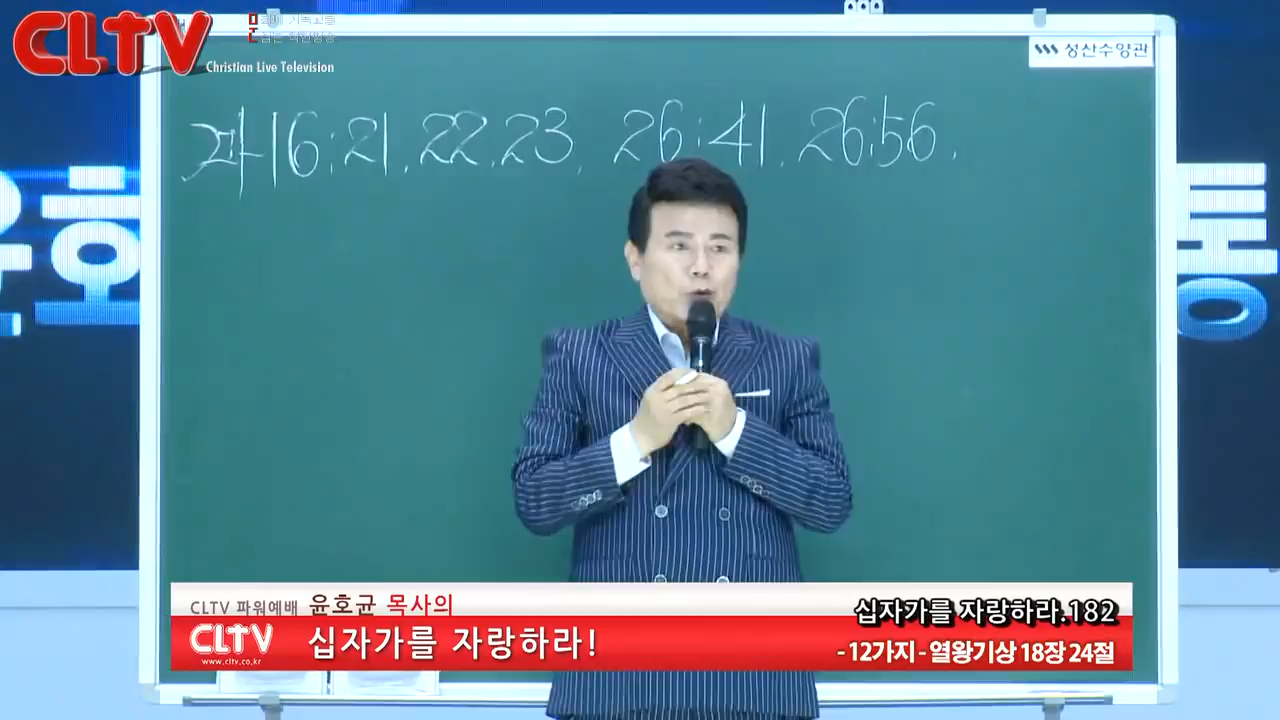 CLTV
Christian Live Television
성산수양관
마16:21, 22, 23, 26:41, 26:56,
호
통
CLTV 파워예배 윤호균 목사의
십자가를 자랑하라.182
CLTV
www.cltv.co.kr
십자가를 자랑하라!
- 12가지 - 열왕기상 18장 24절